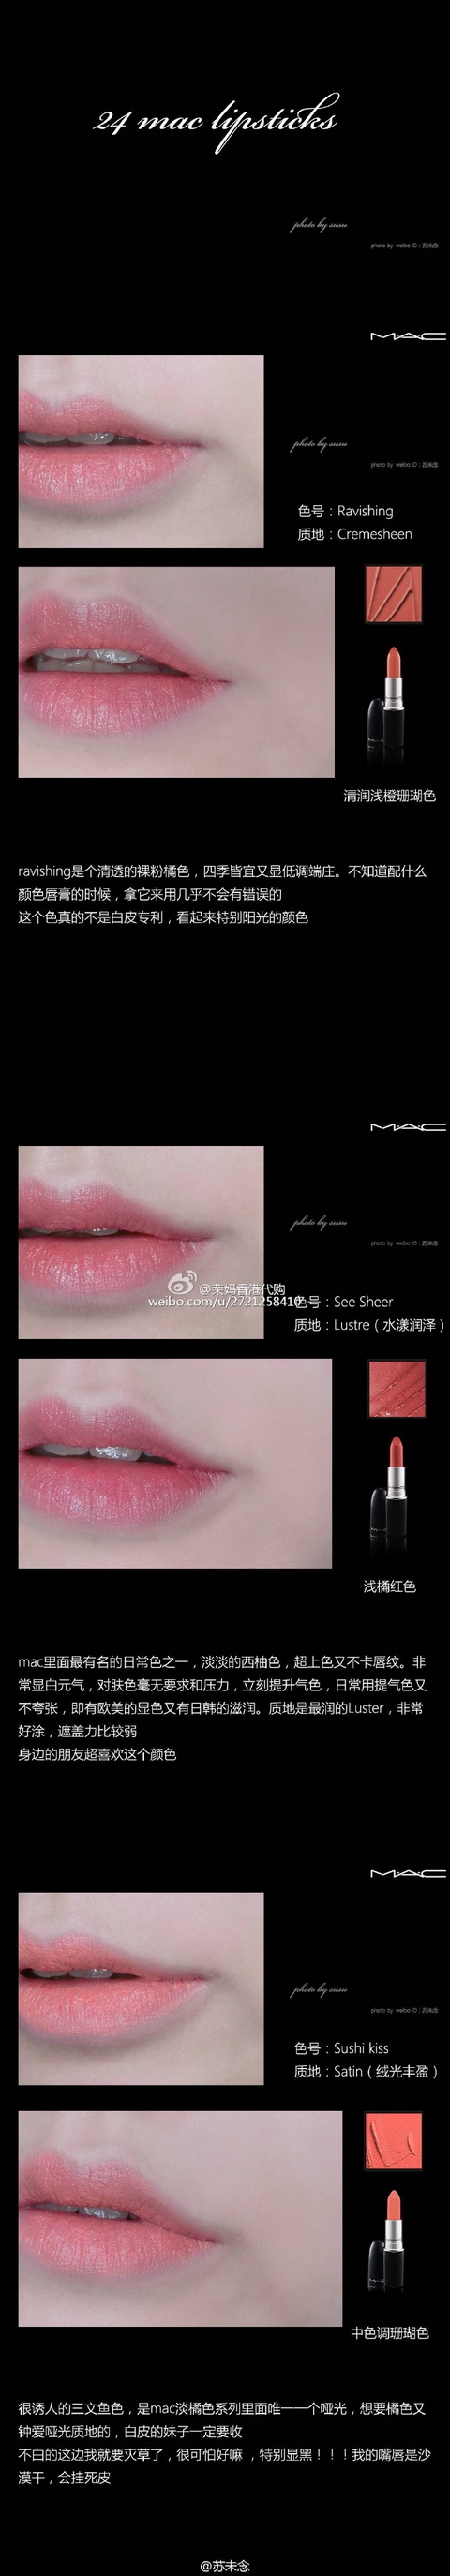 24 mac lipsticks
photo by susu
photo by weibo ID：苏未念
MAC
photo by susu
photo by weibo ID：苏未念
色号：Ravishing
质地：Cremesheen
清润浅橙珊瑚色
ravishing是个清透的裸粉橘色，四季皆宜又显低调端庄。不知道配什么
颜色唇膏的时候，拿它来用几乎不会有错误的
这个色真的不是白皮专利，看起来特别阳光的颜色
MAC
photo by susu
photo by weibo ID：苏未念
@荣妈香港代购
weibo.com/u/2721258410
色号：See Sheer
质地：Lustre（水漾润泽）
浅橘红色
mac里面最有名的日常色之一，淡淡的西柚色，超上色又不卡唇纹。非
常显白元气，对肤色毫无要求和压力，立刻提升气色，日常用提气色又
不夸张，即有欧美的显色又有日韩的滋润。质地是最润的Luster，非常
好涂，遮盖力比较弱
身边的朋友超喜欢这个颜色
MAC
photo by susu
photo by weibo ID：苏未念
色号：Sushi kiss
质地：Satin（绒光丰盈）
中色调珊瑚色
很诱人的三文鱼色，是mac淡橘色系列里面唯一一个哑光，想要橘色又
钟爱哑光质地的，白皮的妹子一定要收
不白的这边我就要灭草了，很可怕好嘛 ，特别显黑！！！我的嘴唇是沙
漠干，会挂死皮
@苏未念